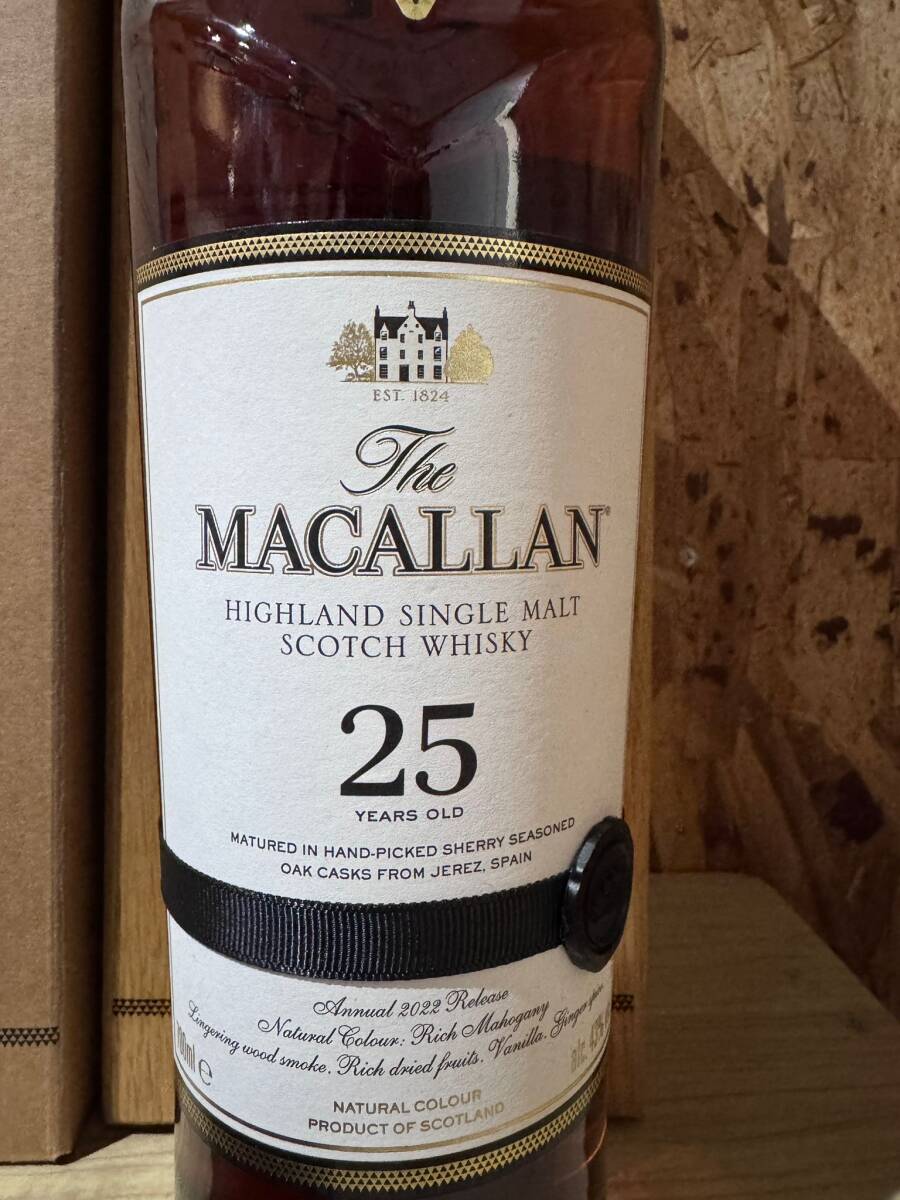 EST. 1824
The
MACALLAN
HIGHLAND SINGLE MALT
SCOTCH WHISKY
25
YEARS OLD
MATURED IN HAND-PICKED SHERRY SEASONED
OAK CASKS FROM JEREZ, SPAIN
Annual 2022 Release
Natural Colour: Rich Mahogany
Lingering wood smoke. Rich dried fruits. Vanilla. Ginger spice
700ml e
alc. 43%
NATURAL COLOUR
PRODUCT OF SCOTLAND